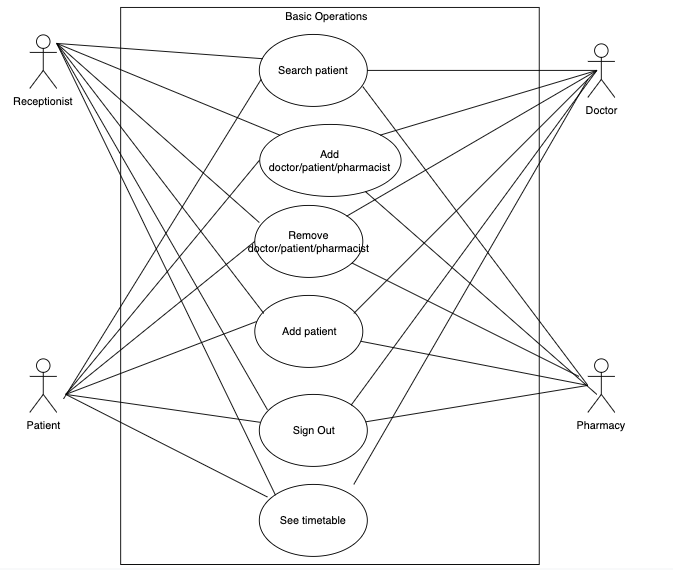 Basic Operations
Receptionist
Search patient
Doctor
Add
doctor/patient/pharmacist
Remove
doctor/patient/pharmacist
Add patient
Patient
Sign Out
Pharmacy
See timetable